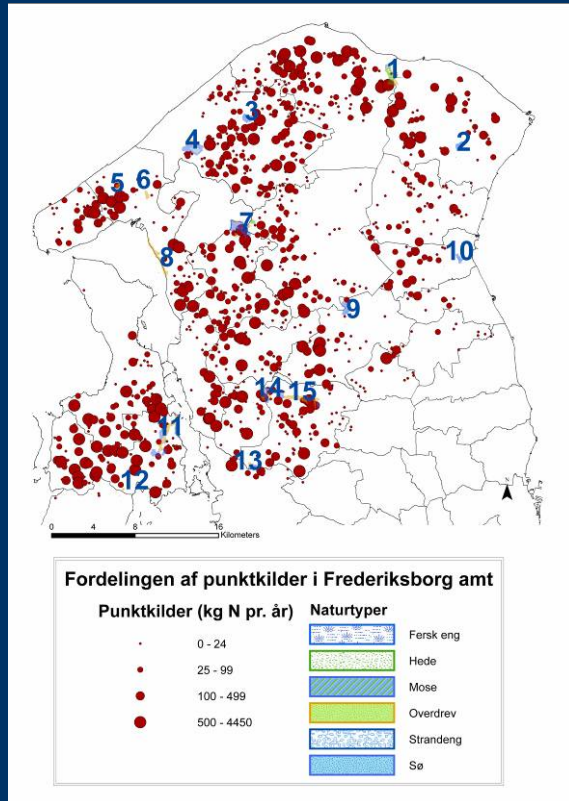 1
2
3
4
5
6
7
8
9
10
11
12
13
14
15
0 4 8 16
Kilometers
Fordelingen af punktkilder i Frederiksborg amt
Punktkilder (kg N pr. år)
0 - 24
25 - 99
100 - 499
500 - 4450
Naturtyper
Fersk eng
Hede
Mose
Overdrev
Strandeng
Sø